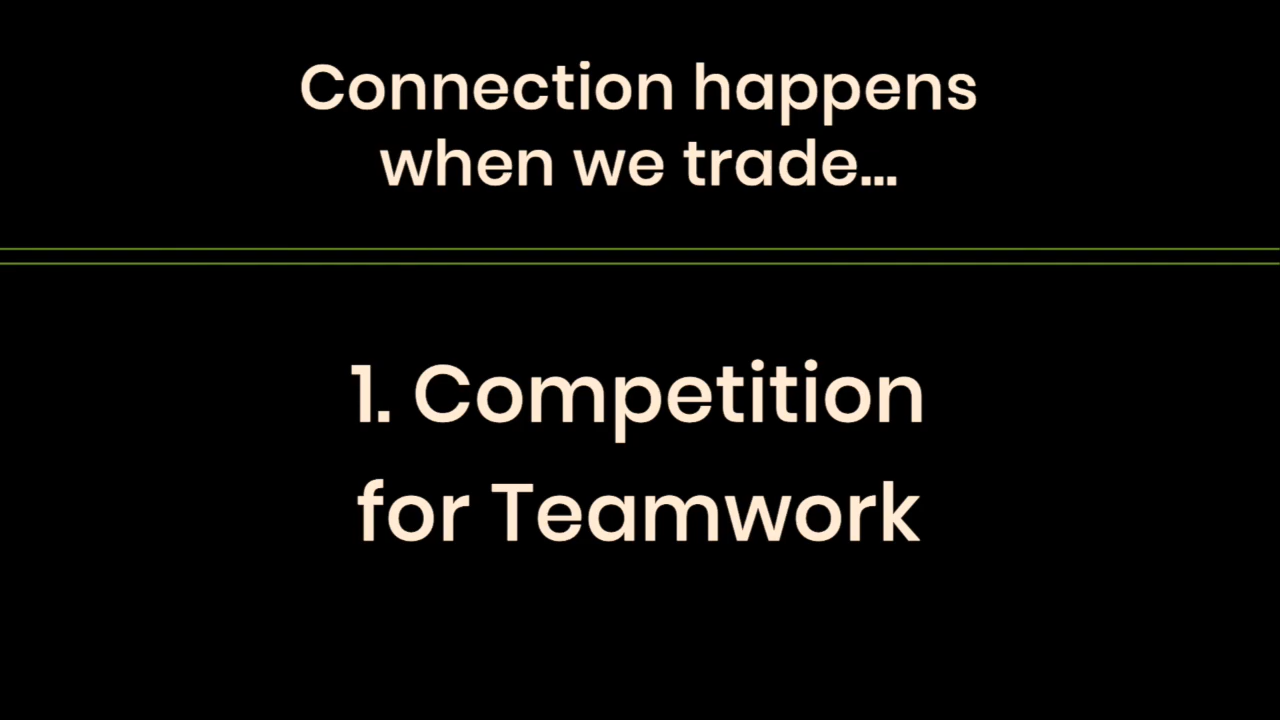 Connection happens
when we trade...
1. Competition
for Teamwork